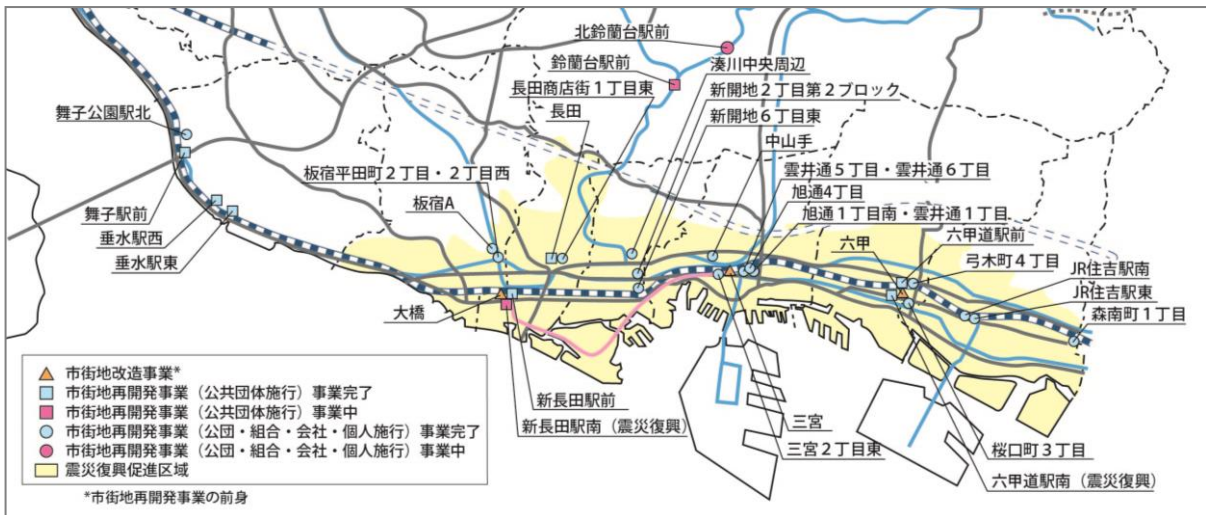 北鈴蘭台駅前
鈴蘭台駅前
湊川中央周辺
長田商店街1丁目東
新開地2丁目第2ブロック
長田
新開地6丁目東
舞子公園駅北
中山手
板宿平田町2丁目・2丁目西
雲井通5丁目・雲井通6丁目
旭通4丁目
板宿A
旭通1丁目南・雲井通1丁目
舞子駅前
六甲
六甲道駅前
垂水駅西
弓木町4丁目
垂水駅東
JR住吉駅南
JR住吉駅東
大橋
森南町1丁目
市街地改造事業*
市街地再開発事業(公共団体施行)事業完了
市街地再開発事業(公共団体施行)事業中
市街地再開発事業(公団・組合・会社・個人施行)事業完了
市街地再開発事業(公団・組合・会社・個人施行)事業中
震災復興促進区域
*市街地再開発事業の前身
新長田駅前
新長田駅南(震災復興)
三宮
三宮2丁目東
桜口町3丁目
六甲道駅南(震災復興)